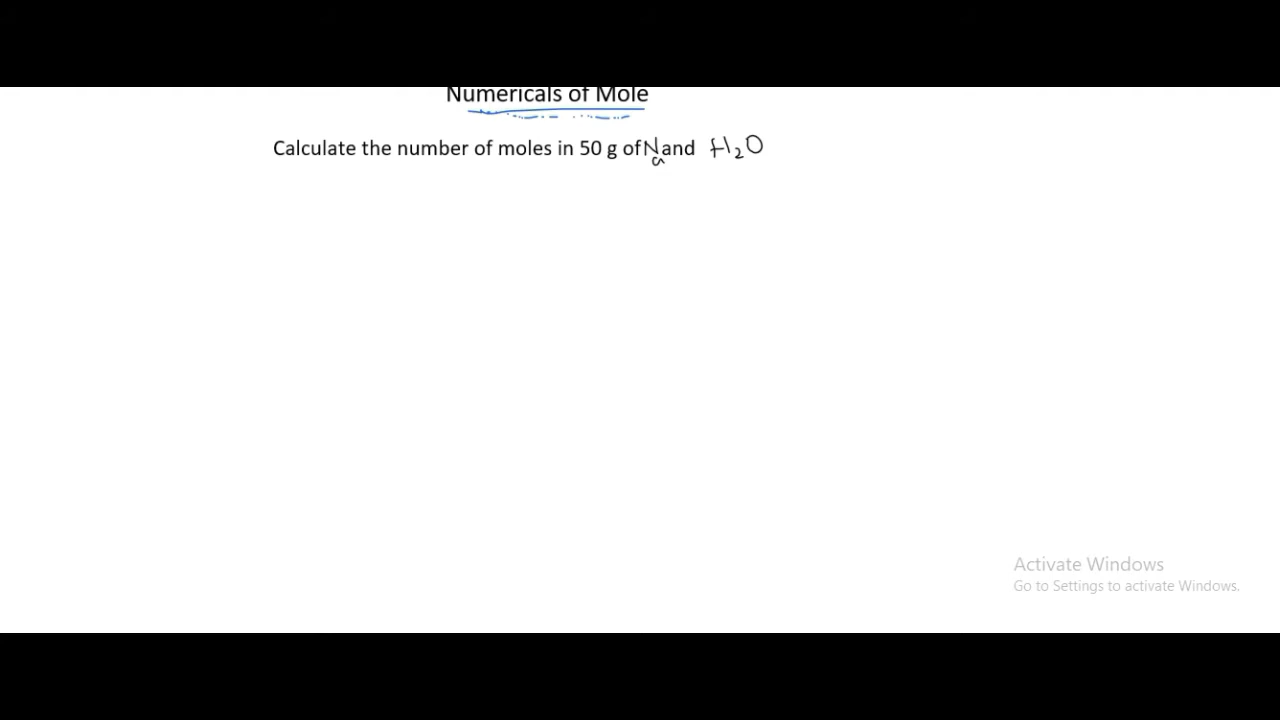 Numericals of Mole
Calculate the number of moles in 50 g of Na and H₂O
Activate Windows
Go to Settings to activate Windows.